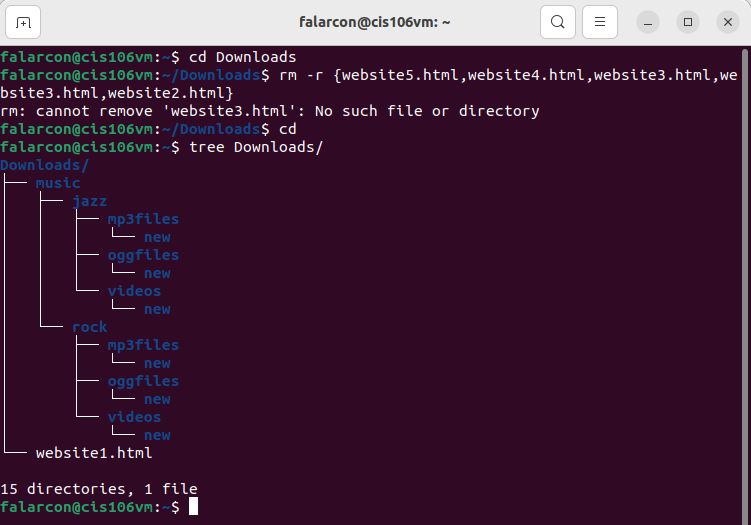 falarcon@cis106vm: ~
falarcon@cis106vm:~$ cd Downloads
falarcon@cis106vm:~/Downloads$ rm -r {website5.html,website4.html,website3.html,we
bsite3.html,website2.html}
rm: cannot remove 'website3.html': No such file or directory
falarcon@cis106vm:~/Downloads$ cd
falarcon@cis106vm:~$ tree Downloads/
Downloads/
├── music
│   ├── jazz
│   │   ├── mp3files
│   │   │   └── new
│   │   ├── oggfiles
│   │   │   └── new
│   │   └── videos
│   │       └── new
│   └── rock
│       ├── mp3files
│       │   └── new
│       ├── oggfiles
│       │   └── new
│       └── videos
│           └── new
└── website1.html
15 directories, 1 file
falarcon@cis106vm:~$